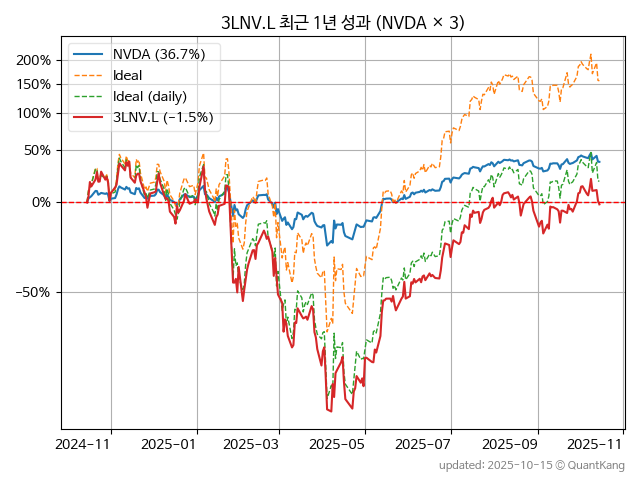 3LNV.L 최근 1년 성과 (NVDA × 3)
NVDA (36.7%)
Ideal
Ideal (daily)
3LNV.L (−1.5%)
200%
150%
100%
50%
0%
−50%
2024-11
2025-01
2025-03
2025-05
2025-07
2025-09
2025-11
updated: 2025-10-15 © QuantKang